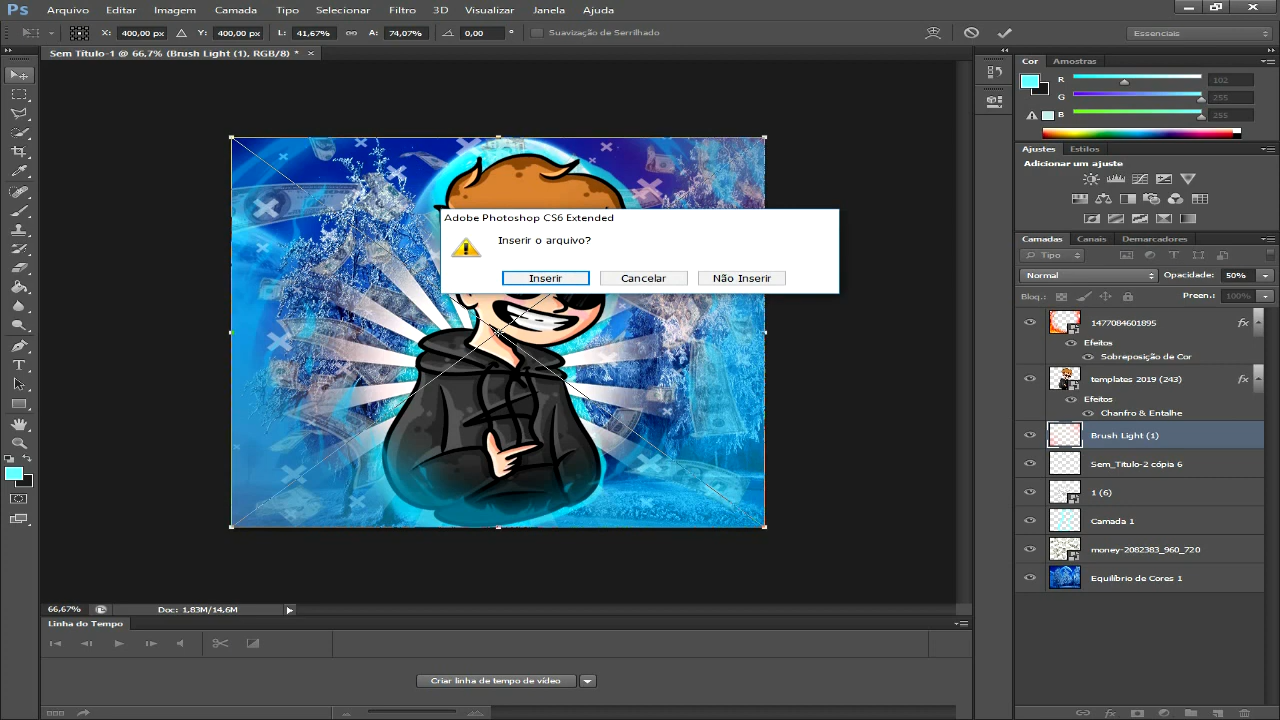 Ps Arquivo Editar Imagem Camada Tipo Selecionar Filtro 3D Visualizar Janela Ajuda
X: 400,00 px Y: 400,00 px L: 41,67% A: 74,07% 0,00 ° Suavização de Serrilhado Essenciais
Sem Título-1 @ 66,7% (Brush Light (1), RGB/8) * ×
Cor Amostras
R 102
G 255
B 255
Ajustes Estilos
Adicionar um ajuste
Adobe Photoshop CS6 Extended
Inserir o arquivo?
Inserir Cancelar Não Inserir
Camadas Canais Demarcadores
Tipo
Normal Opacidade: 50%
Bloq.: Preen.: 100%
1477084601895 fx
Efeitos
Sobreposição de Cor
templates 2019 (243) fx
Efeitos
Chanfro & Entalhe
Brush Light (1)
Sem_Titulo-2 cópia 6
1 (6)
Camada 1
money-2082383_960_720
Equilíbrio de Cores 1
66,67% Doc: 1,83M/14,6M
Linha do Tempo
Criar linha de tempo de vídeo
fx